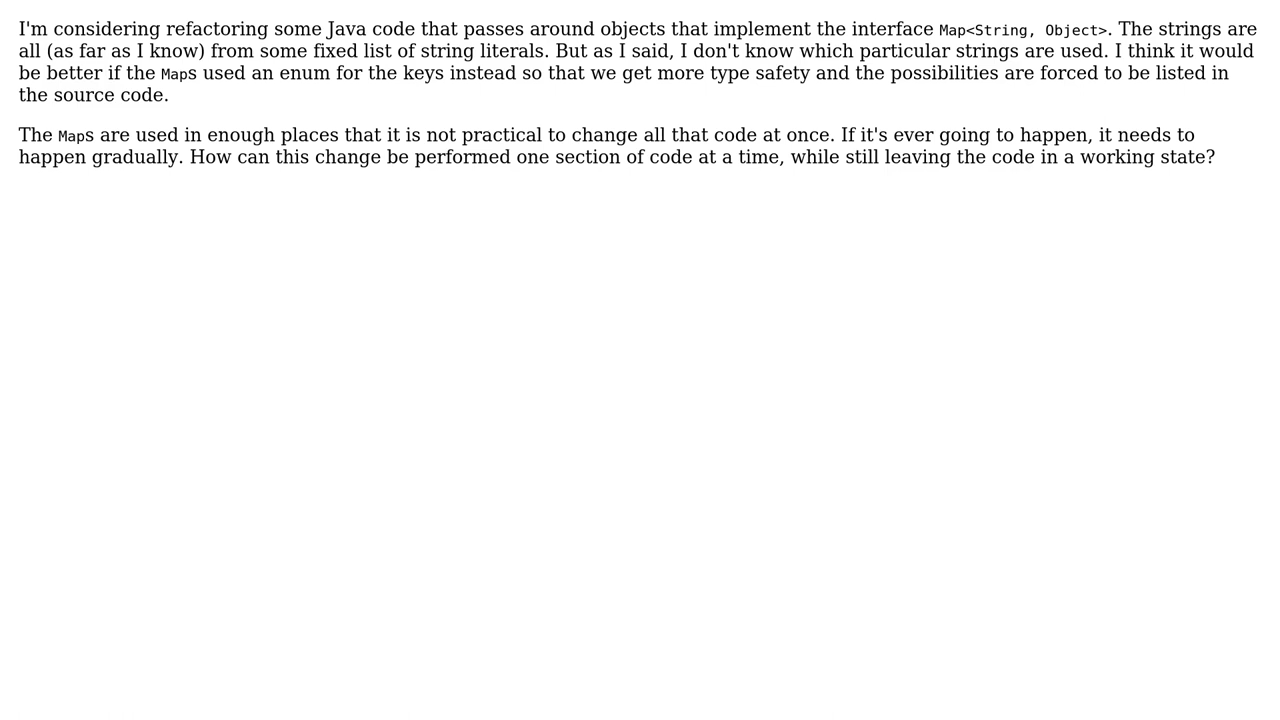 I'm considering refactoring some Java code that passes around objects that implement the interface Map<String, Object>. The strings are
all (as far as I know) from some fixed list of string literals. But as I said, I don't know which particular strings are used. I think it would
be better if the Maps used an enum for the keys instead so that we get more type safety and the possibilities are forced to be listed in
the source code.
The Maps are used in enough places that it is not practical to change all that code at once. If it's ever going to happen, it needs to
happen gradually. How can this change be performed one section of code at a time, while still leaving the code in a working state?